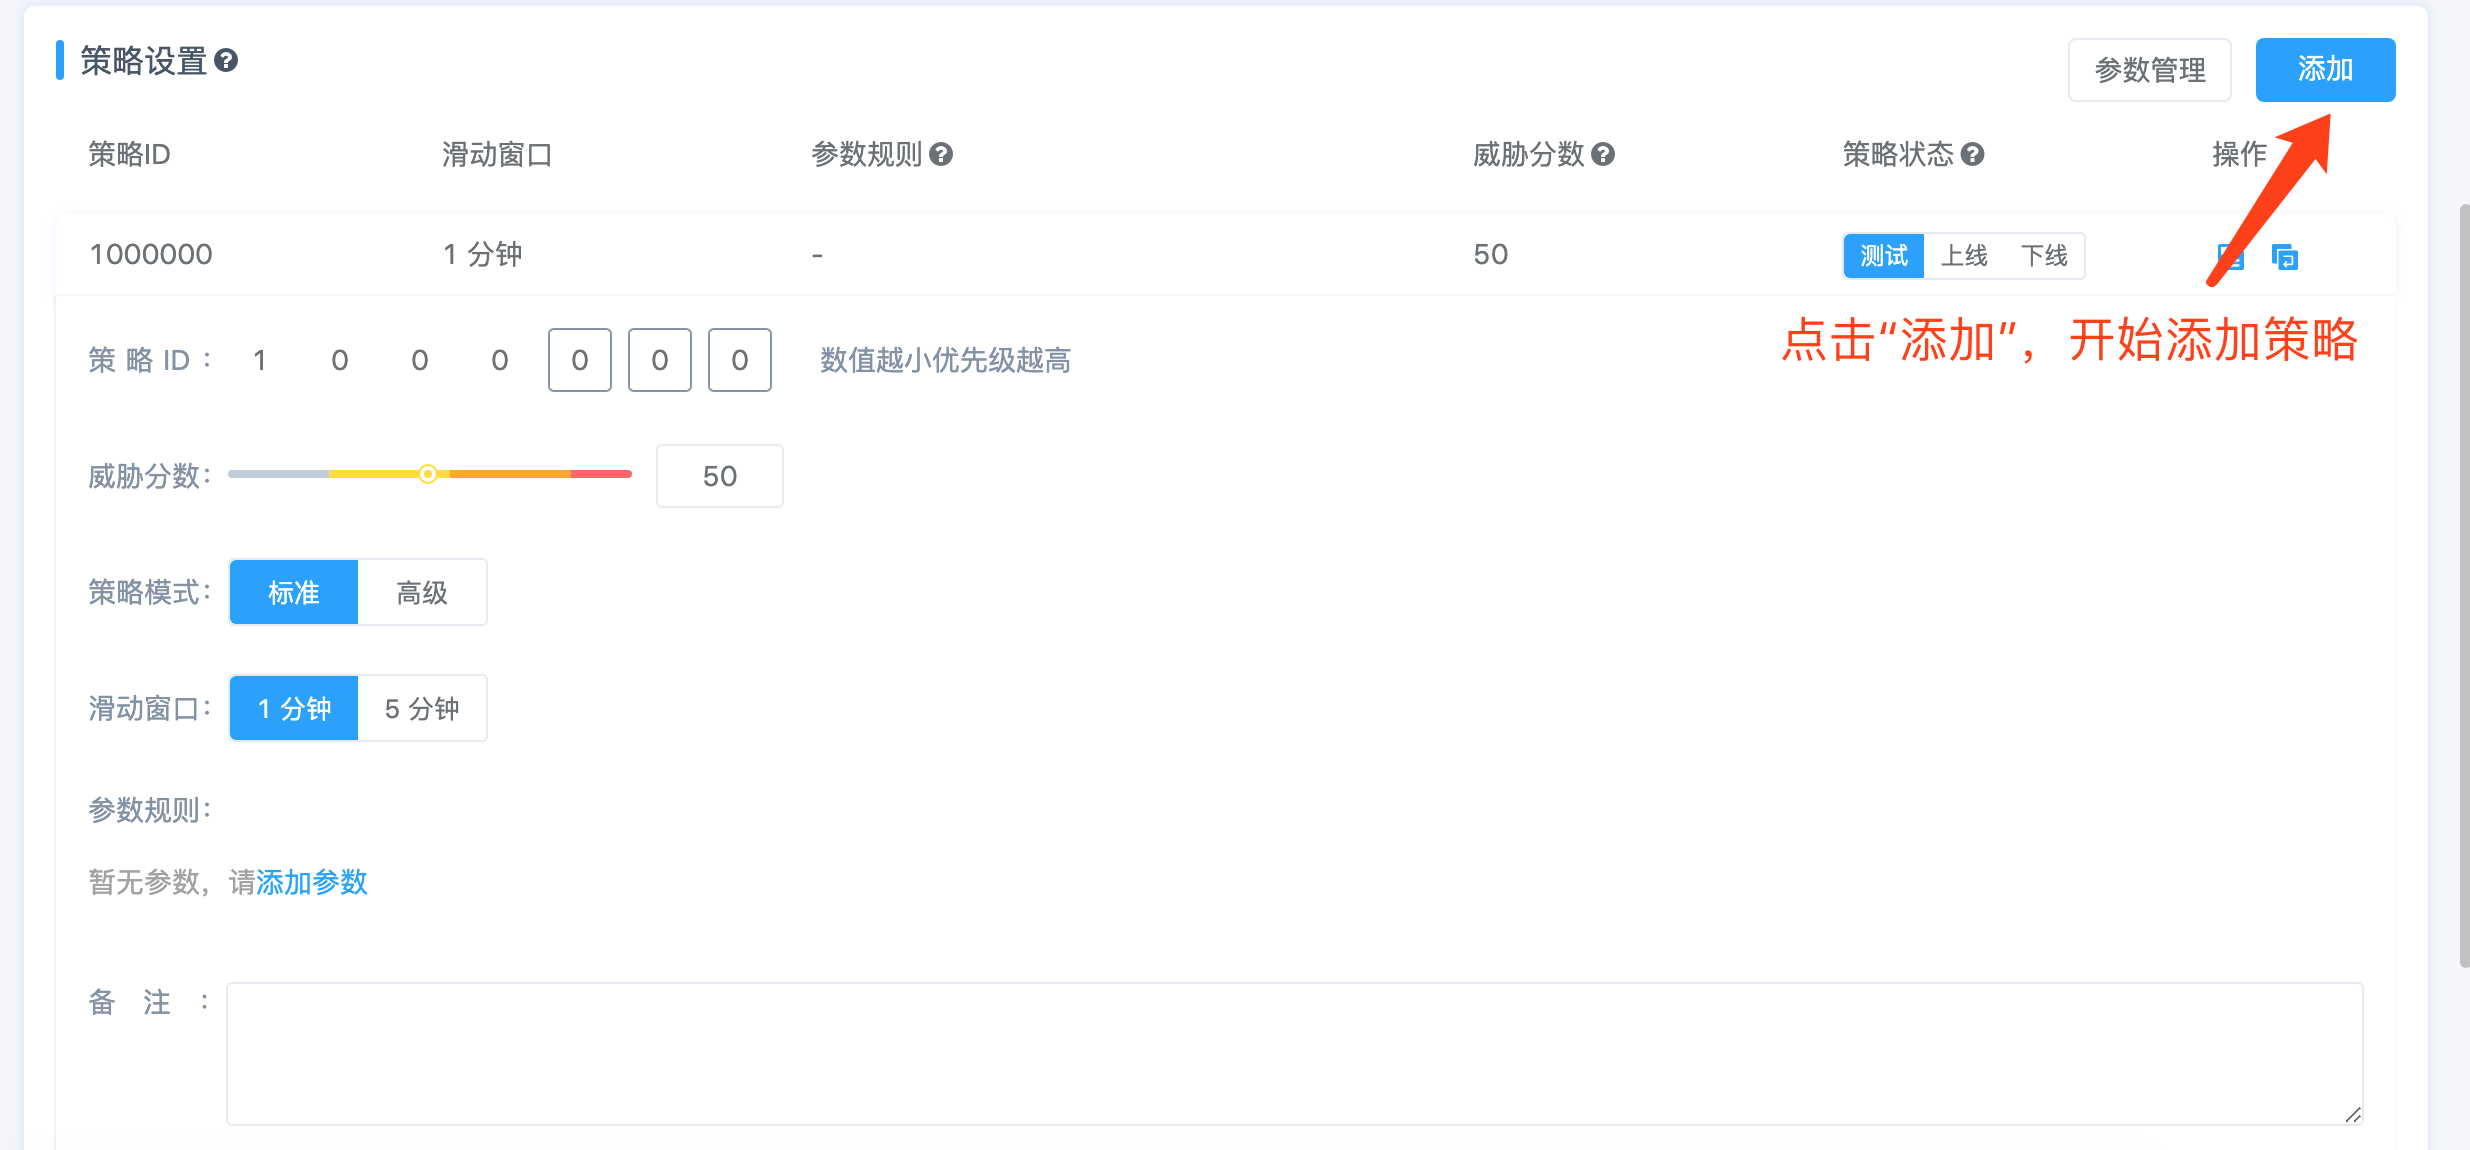 策略设置
参数管理 添加
策略ID 滑动窗口 参数规则 威胁分数 策略状态 操作
1000000 1 分钟 - 50 测试 上线 下线
点击“添加”，开始添加策略
策 略 ID ： 1 0 0 0 0 0 0 数值越小优先级越高
威胁分数： 50
策略模式： 标准 高级
滑动窗口： 1 分钟 5 分钟
参数规则：
暂无参数，请添加参数
备 注 ：